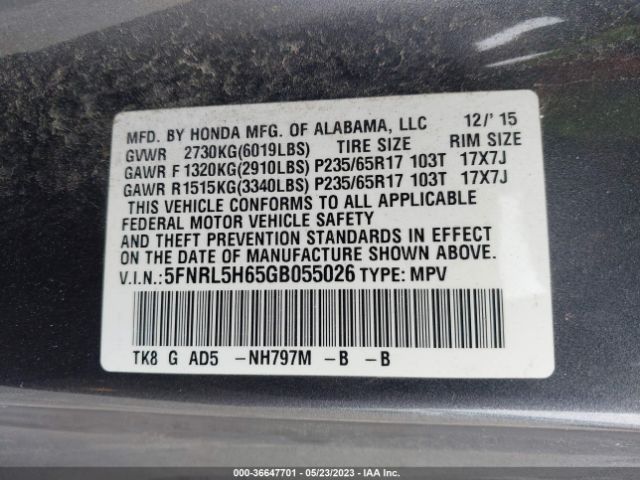 MFD. BY HONDA MFG. OF ALABAMA, LLC 12/'15
GVWR 2730KG(6019LBS) TIRE SIZE RIM SIZE
GAWR F 1320KG(2910LBS) P235/65R17 103T 17X7J
GAWR R1515KG(3340LBS) P235/65R17 103T 17X7J
THIS VEHICLE CONFORMS TO ALL APPLICABLE
FEDERAL MOTOR VEHICLE SAFETY
AND THEFT PREVENTION STANDARDS IN EFFECT
ON THE DATE OF MANUFACTURE SHOWN ABOVE.
V.I.N.: 5FNRL5H65GB055026 TYPE: MPV
TK8 G AD5 -NH797M -B -B
000-36647701 - 05/23/2023 - IAAI.COM